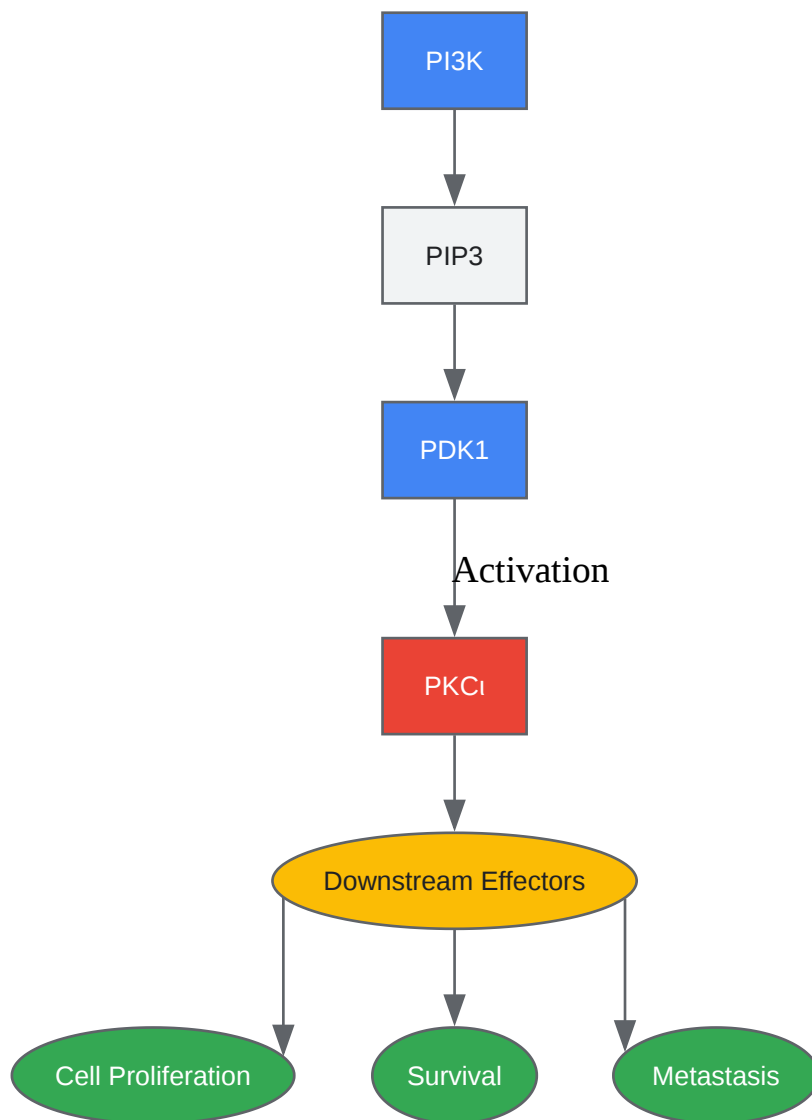 PI3K
PIP3
PDK1
Activation
PKCι
Downstream Effectors
Cell Proliferation
Survival
Metastasis